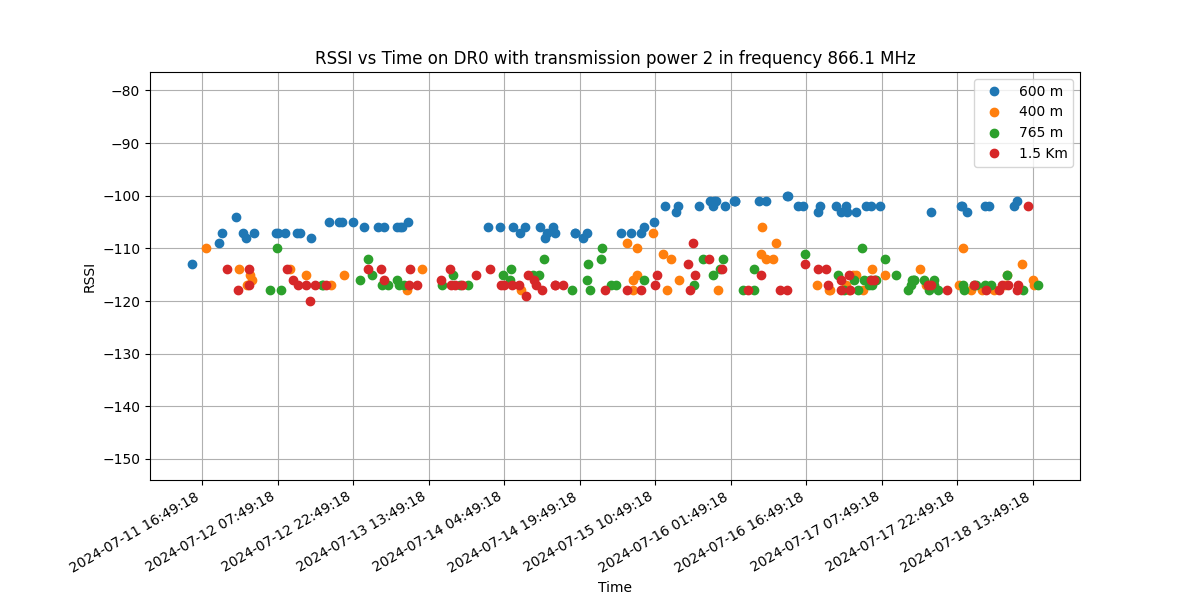 RSSI vs Time on DR0 with transmission power 2 in frequency 866.1 MHz
600 m
400 m
765 m
1.5 Km
−80
−90
−100
−110
−120
−130
−140
−150
RSSI
2024-07-11 16:49:18
2024-07-12 07:49:18
2024-07-12 22:49:18
2024-07-13 13:49:18
2024-07-14 04:49:18
2024-07-14 19:49:18
2024-07-15 10:49:18
2024-07-16 01:49:18
2024-07-16 16:49:18
2024-07-17 07:49:18
2024-07-17 22:49:18
2024-07-18 13:49:18
Time